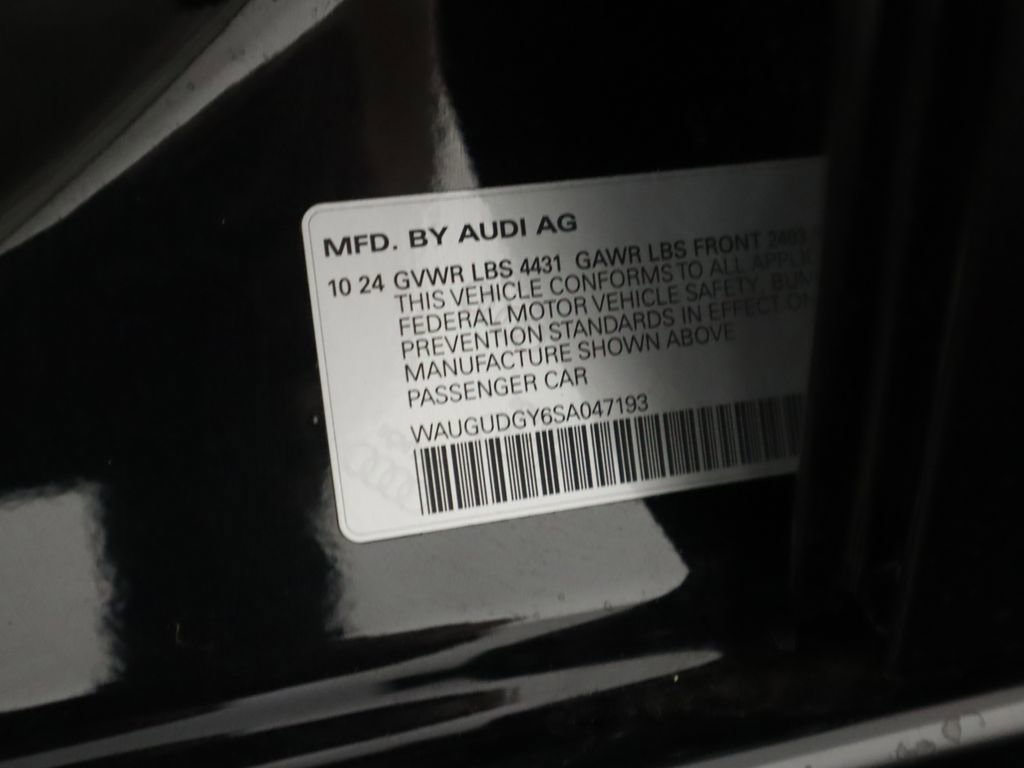 MFD. BY AUDI AG
10 24 GVWR LBS 4431 GAWR LBS FRONT 2403
THIS VEHICLE CONFORMS TO ALL
FEDERAL MOTOR VEHICLE SAFETY,
PREVENTION STANDARDS IN EFFECT
MANUFACTURE SHOWN ABOVE
PASSENGER CAR
WAUGUDGY6SA047193